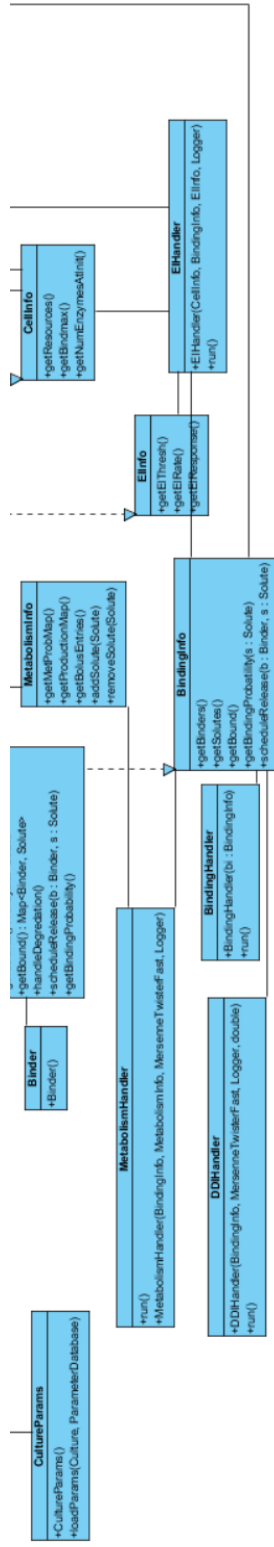 CultureParams
+CultureParams()
+loadParams(Culture, ParameterDatabase)
Binder
+Binder()
+getBound() : Map<Binder, Solute>
+handleDegredation()
+scheduleRelease(b : Binder, s : Solute)
+getBindingProbability()
MetabolismInfo
+getMetProbMap()
+getProductionMap()
+getBolusEntries()
+addSolute(Solute)
+removeSolute(Solute)
CellInfo
+getResources()
+getBindmax()
+getNumEnzymesAtInit()
MetabolismHandler
+run()
+MetabolismHandler(BindingInfo, MetabolismInfo, MersenneTwisterFast, Logger)
EIInfo
+getEIThresh()
+getEIRate()
+getEIResponse()
EIHandler
+EIHandler(CellInfo, BindingInfo, EIInfo, Logger)
+run()
BindingInfo
+getBinders()
+getSolutes()
+getBound()
+getBindingProbatility(s : Solute)
+scheduleRelease(b : Binder, s : Solute)
BindingHandler
+BindingHandler(bi : BindingInfo)
+run()
DDIHandler
+DDIHandler(BindingInfo, MersenneTwisterFast, Logger, double)
+run()